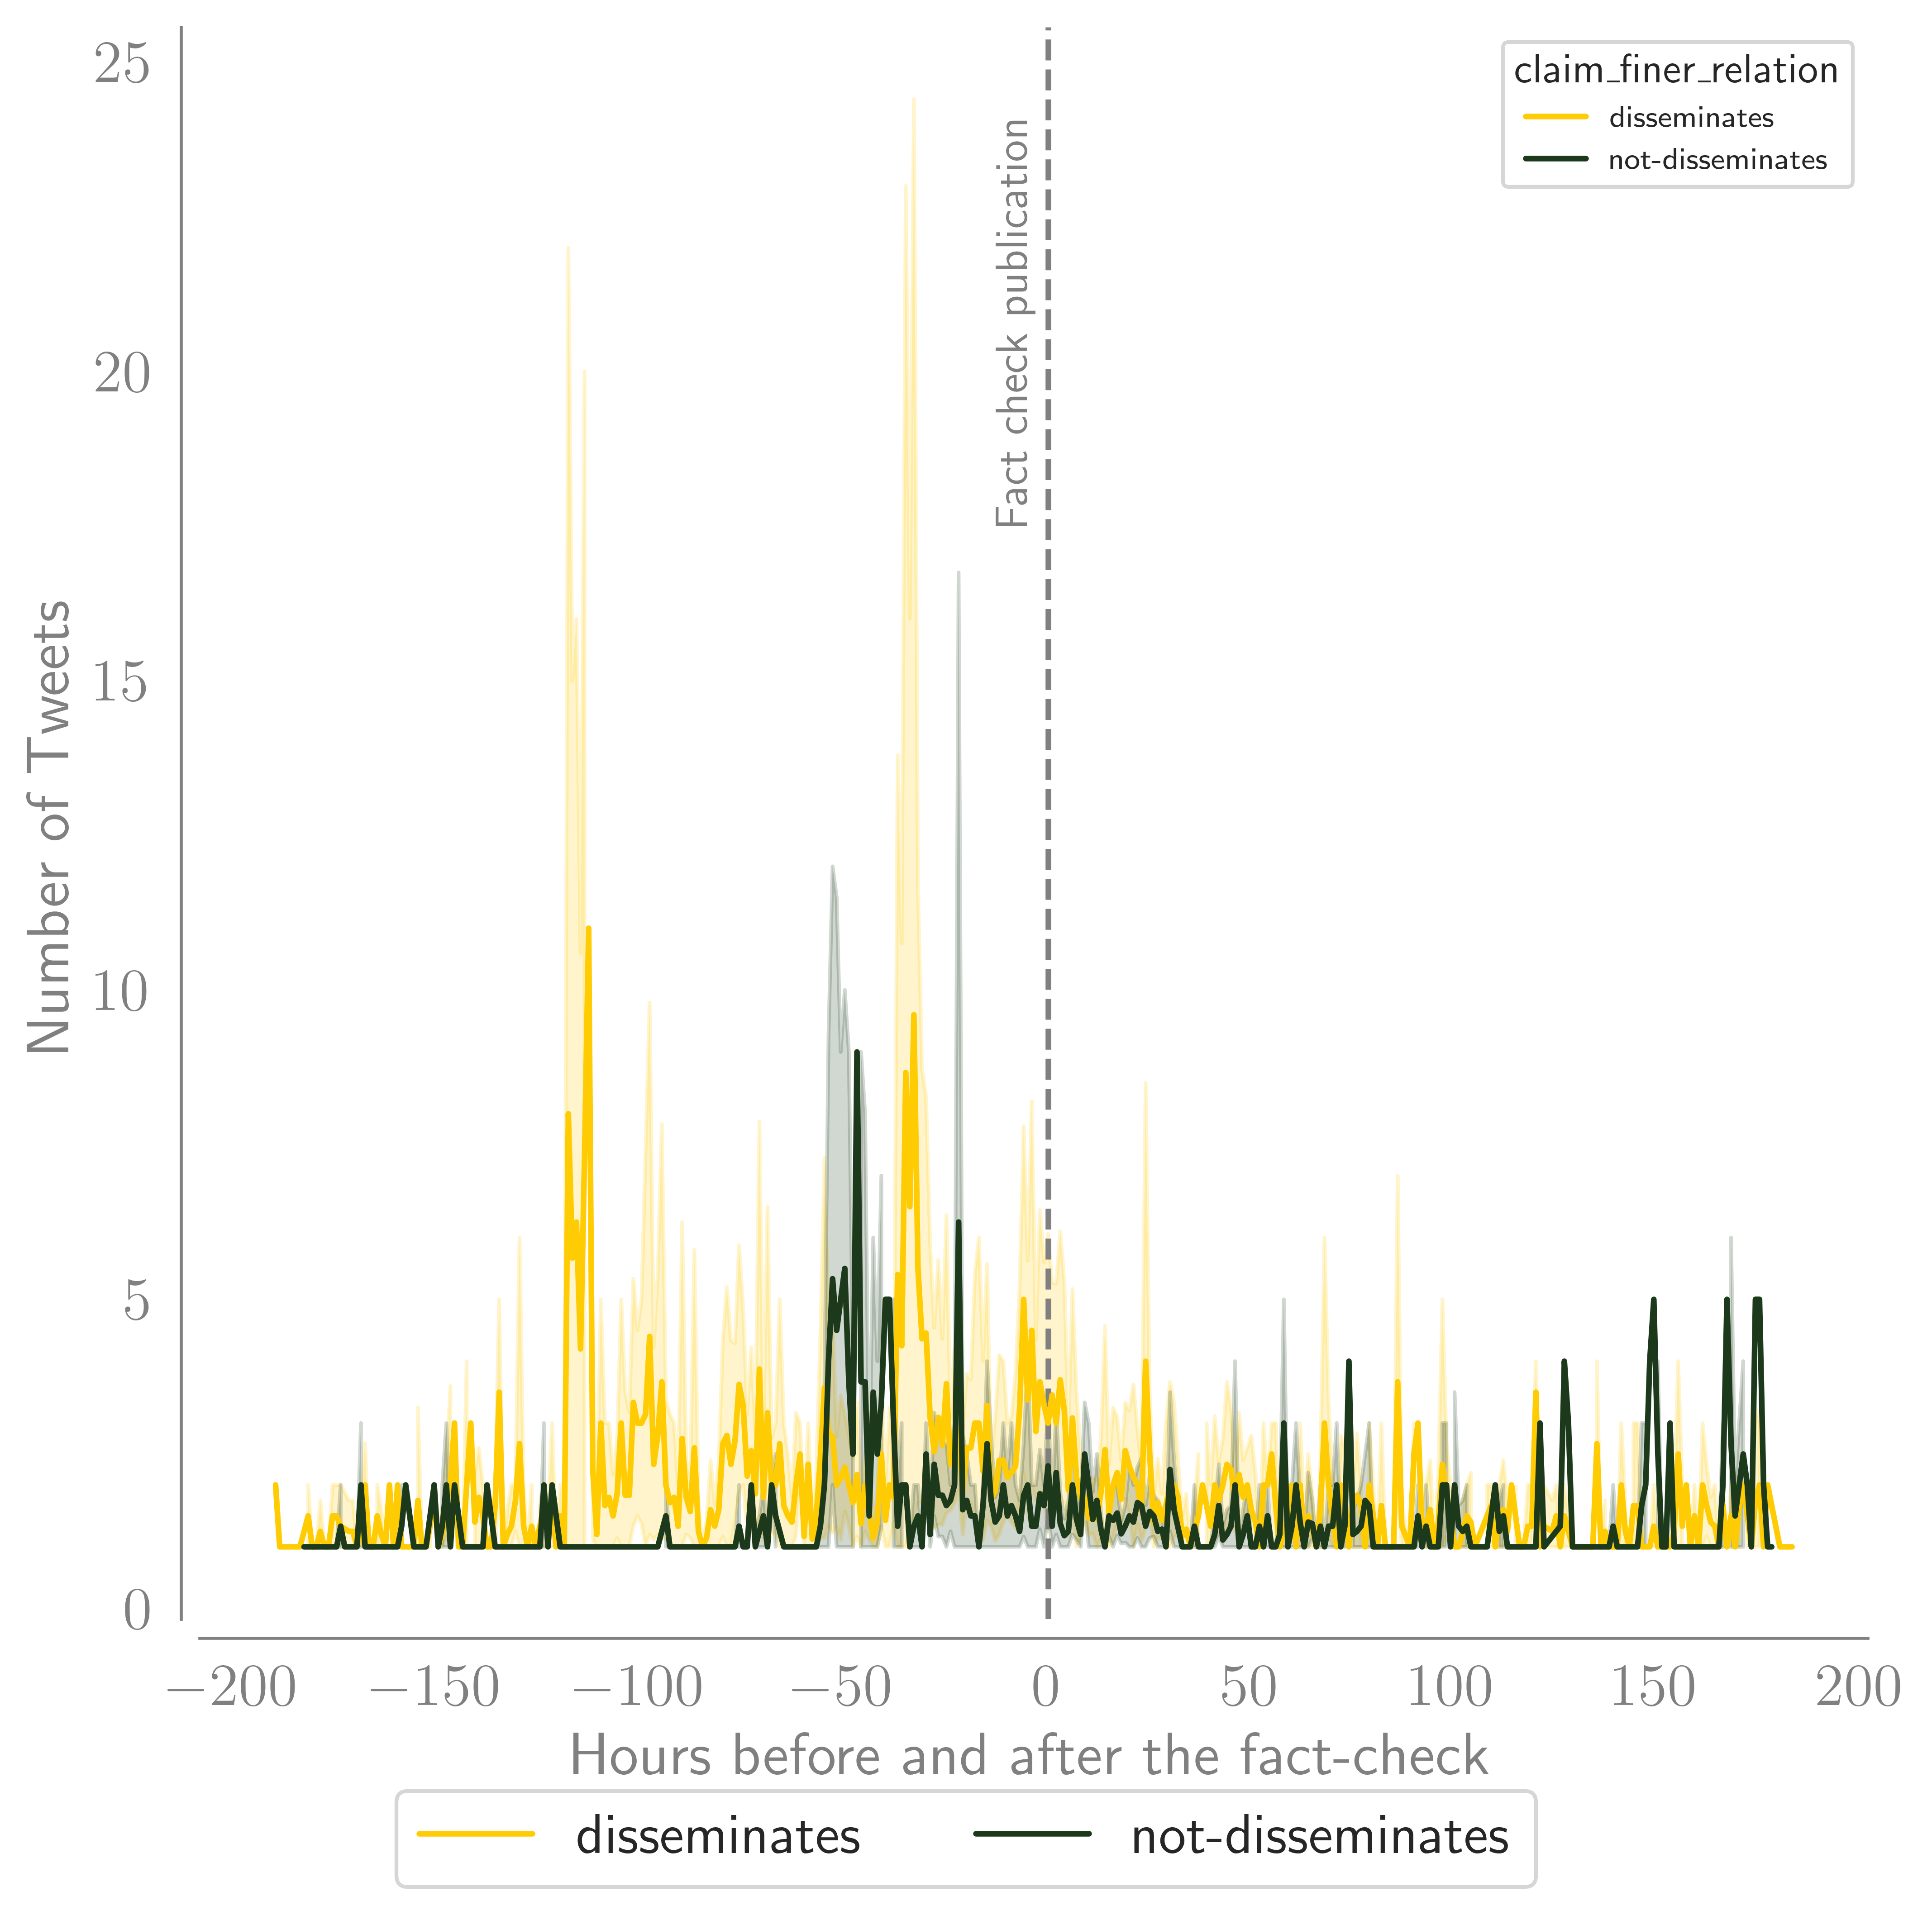 25
20
15
10
5
0
Number of Tweets
Fact check publication
claim_finer_relation
disseminates
not-disseminates
−200 −150 −100 −50 0 50 100 150 200
Hours before and after the fact-check
disseminates not-disseminates